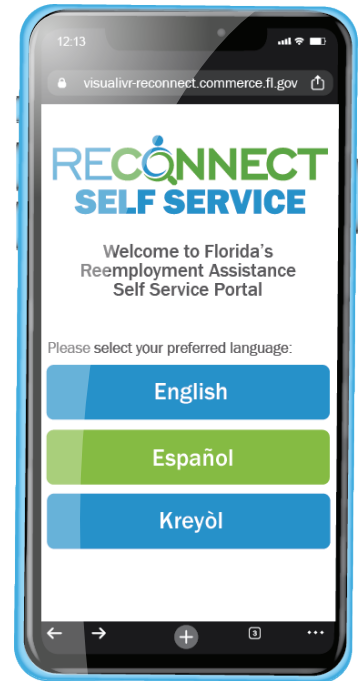 12:13
visualivr-reconnect.commerce.fl.gov
RECONNECT
SELF SERVICE
Welcome to Florida's
Reemployment Assistance
Self Service Portal
Please select your preferred language:
English
Español
Kreyòl
3